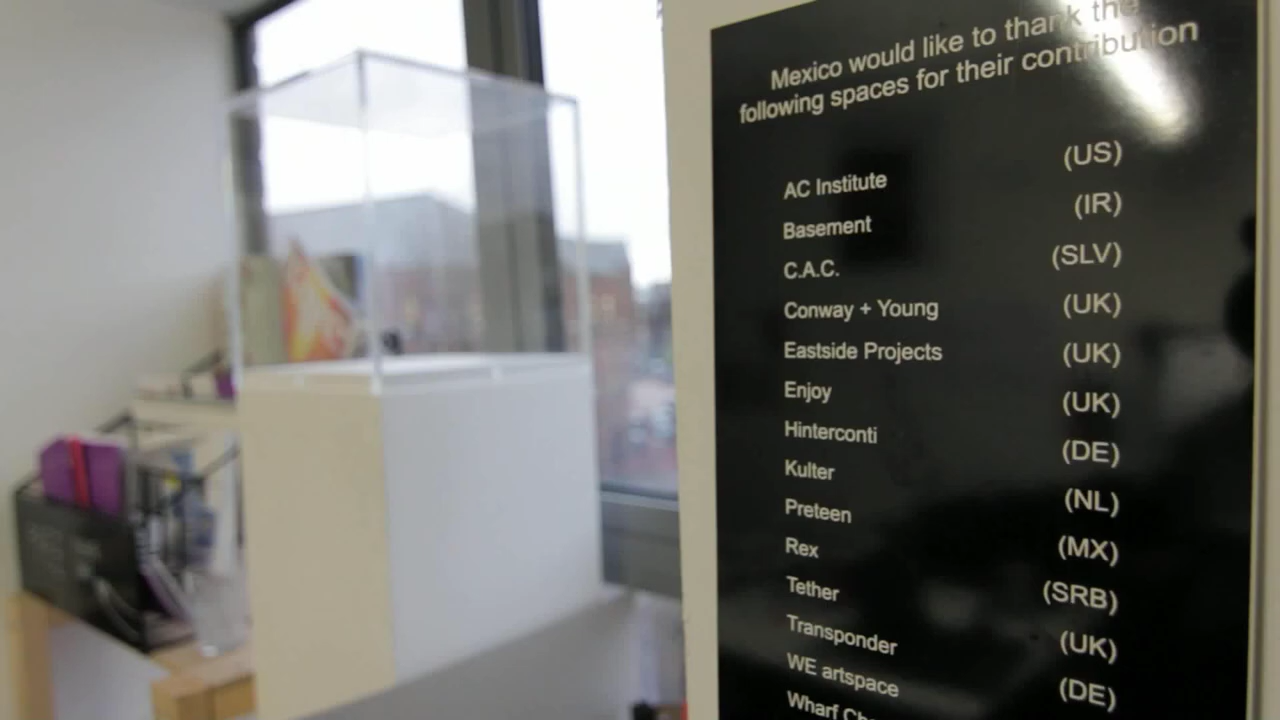 Mexico would like to thank the
following spaces for their contribution
AC Institute (US)
Basement (IR)
C.A.C. (SLV)
Conway + Young (UK)
Eastside Projects (UK)
Enjoy (UK)
Hinterconti (DE)
Kulter (NL)
Preteen (MX)
Rex (SRB)
Tether (UK)
Transponder (DE)
WE artspace
Wharf